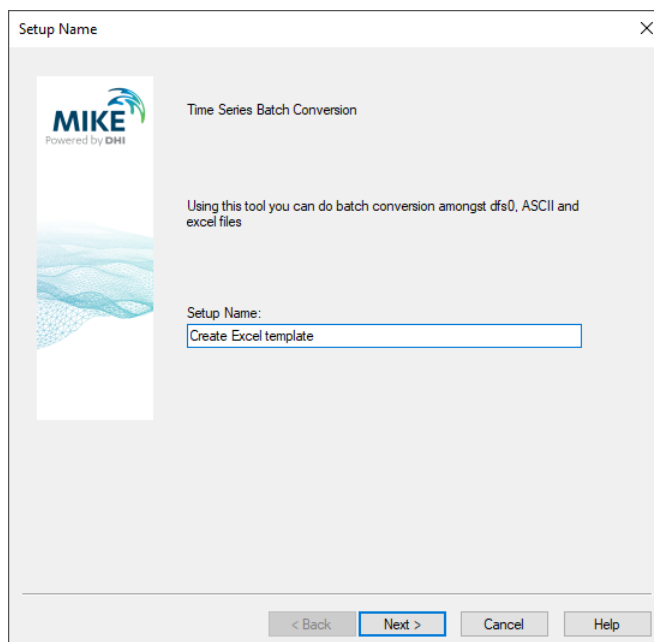 Setup Name
MIKE
Powered by DHI
Time Series Batch Conversion
Using this tool you can do batch conversion amongst dfs0, ASCII and
excel files
Setup Name:
Create Excel template
< Back
Next >
Cancel
Help